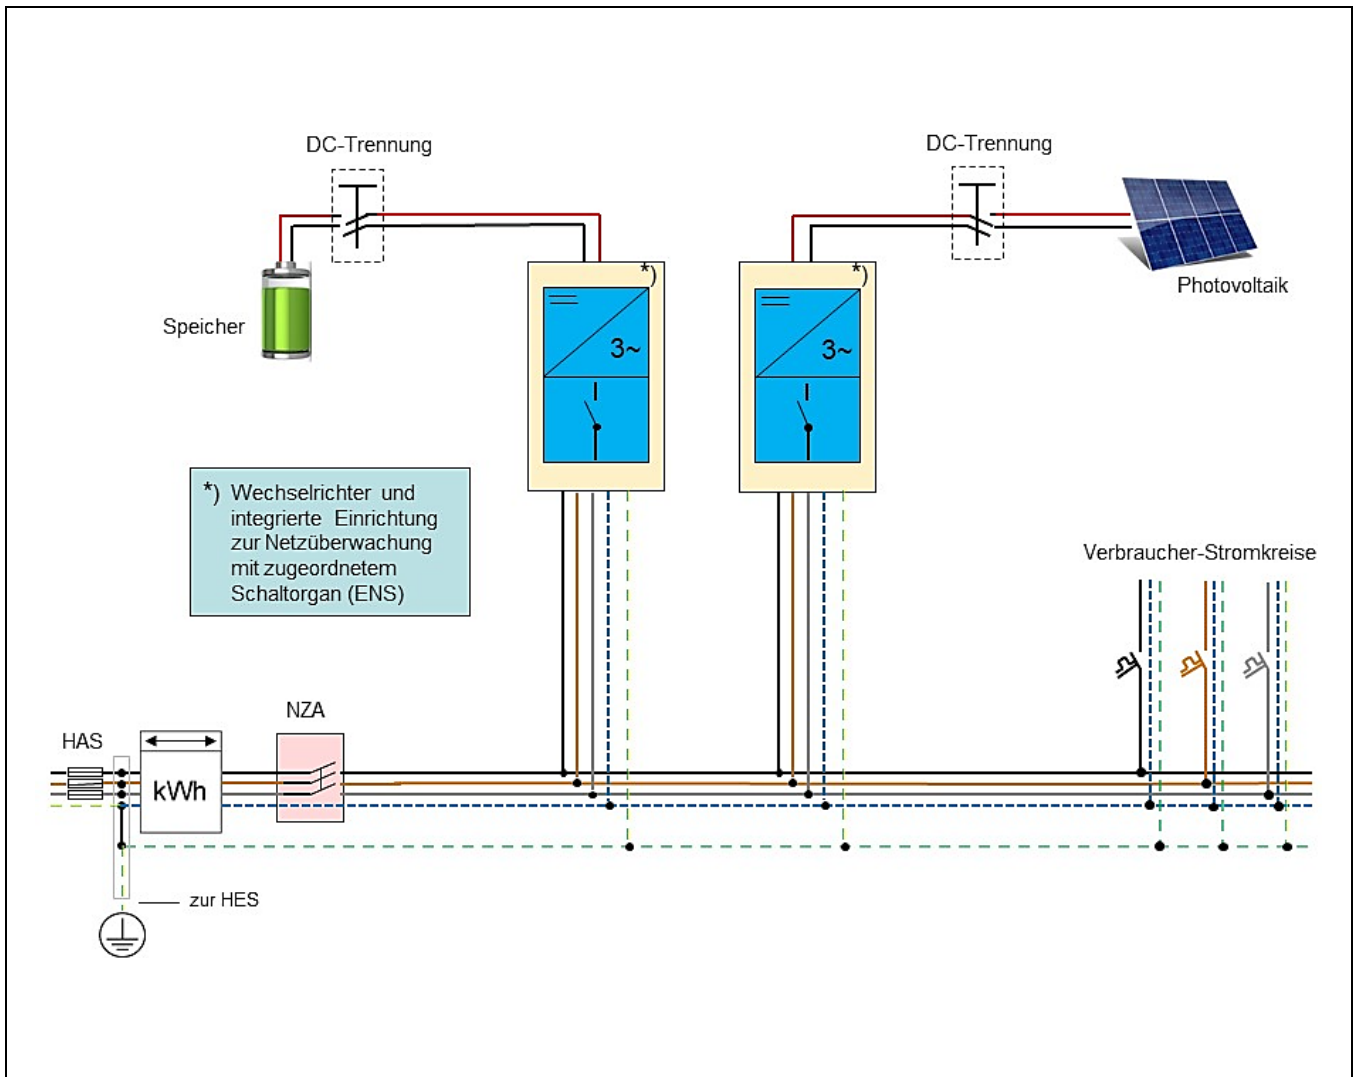 DC-Trennung
DC-Trennung
Photovoltaik
Speicher
*)
3~
*)
3~
*) Wechselrichter und
integrierte Einrichtung
zur Netzüberwachung
mit zugeordnetem
Schaltorgan (ENS)
Verbraucher-Stromkreise
NZA
HAS
kWh
zur HES